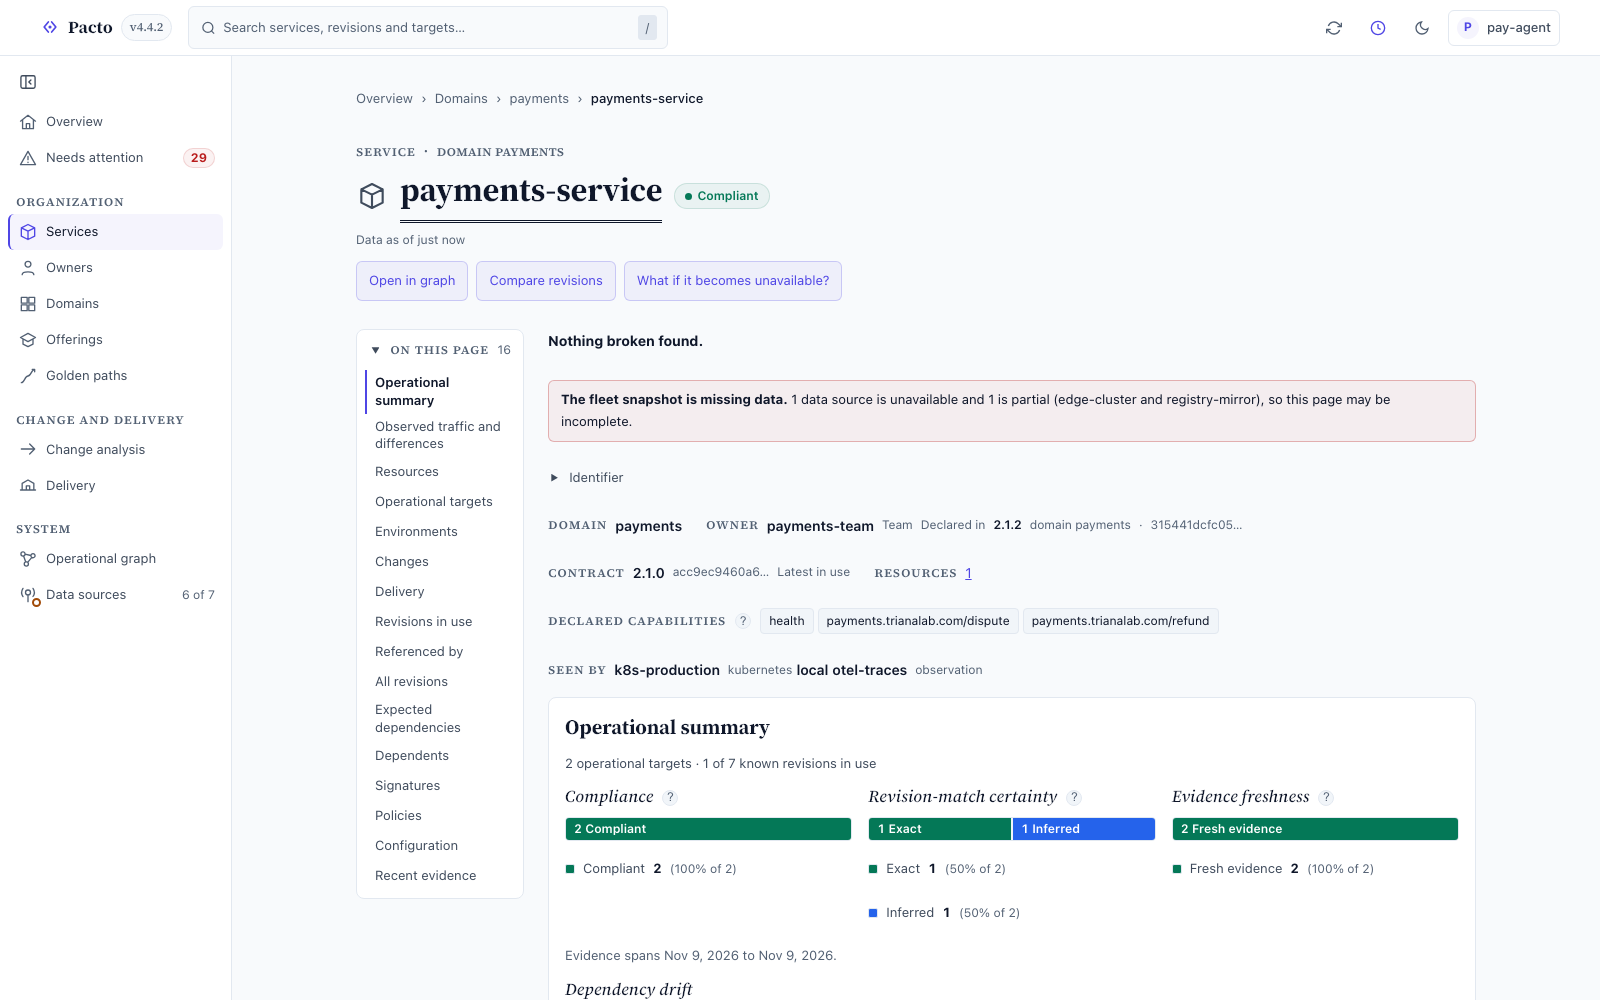 Pacto v4.4.2
Search services, revisions and targets... /
P pay-agent
Overview
Needs attention 29
ORGANIZATION
Services
Owners
Domains
Offerings
Golden paths
CHANGE AND DELIVERY
Change analysis
Delivery
SYSTEM
Operational graph
Data sources 6 of 7
Overview › Domains › payments › payments-service
SERVICE · DOMAIN PAYMENTS
payments-service Compliant
Data as of just now
Open in graph Compare revisions What if it becomes unavailable?
ON THIS PAGE 16
Operational
summary
Observed traffic and
differences
Resources
Operational targets
Environments
Changes
Delivery
Revisions in use
Referenced by
All revisions
Expected
dependencies
Dependents
Signatures
Policies
Configuration
Recent evidence
Nothing broken found.
The fleet snapshot is missing data. 1 data source is unavailable and 1 is partial (edge-cluster and registry-mirror), so this page may be
incomplete.
Identifier
DOMAIN payments OWNER payments-team Team Declared in 2.1.2 domain payments · 315441dcfc05...
CONTRACT 2.1.0 acc9ec9460a6... Latest in use RESOURCES 1
DECLARED CAPABILITIES ? health payments.trianalab.com/dispute payments.trianalab.com/refund
SEEN BY k8s-production kubernetes local otel-traces observation
Operational summary
2 operational targets · 1 of 7 known revisions in use
Compliance ? Revision-match certainty ? Evidence freshness ?
2 Compliant 1 Exact 1 Inferred 2 Fresh evidence
Compliant 2 (100% of 2) Exact 1 (50% of 2) Fresh evidence 2 (100% of 2)
Inferred 1 (50% of 2)
Evidence spans Nov 9, 2026 to Nov 9, 2026.
Dependency drift